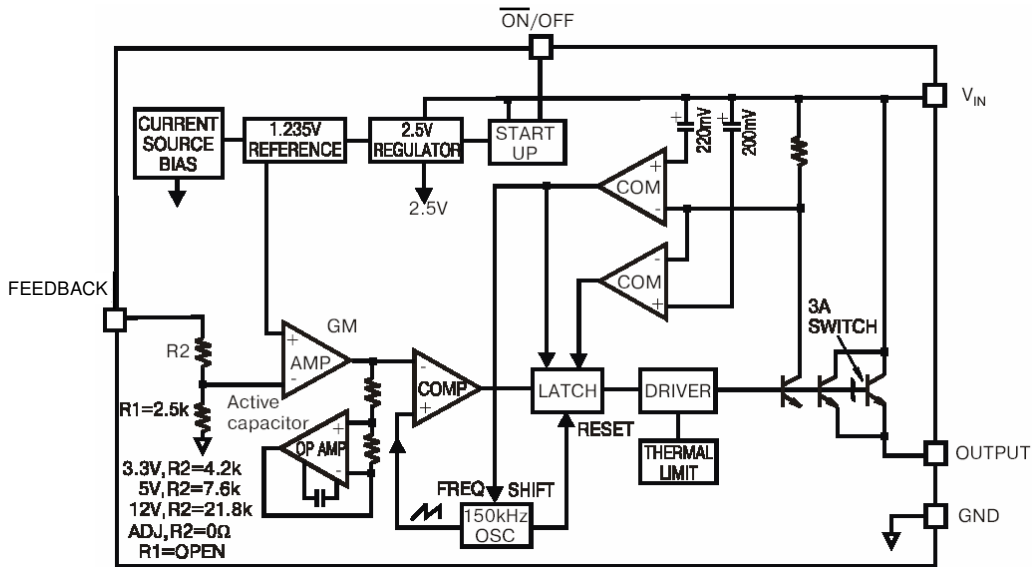 ON/OFF
VIN
CURRENT
SOURCE
BIAS
1.235V
REFERENCE
2.5V
REGULATOR
START
UP
220mV
200mV
+
+
2.5V
+
COM
-
-
COM
+
FEEDBACK
R2
R1=2.5k
GM
+
AMP
-
Active
capacitor
+
OP AMP
-
-
COMP
+
LATCH
RESET
DRIVER
THERMAL
LIMIT
3A
SWITCH
FREQ SHIFT
150kHz
OSC
OUTPUT
GND
3.3V,R2=4.2k
5V,R2=7.6k
12V,R2=21.8k
ADJ,R2=0Ω
R1=OPEN